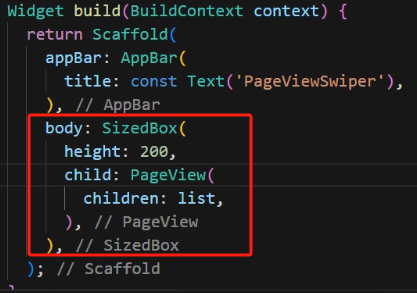 Widget build(BuildContext context) {
return Scaffold(
appBar: AppBar(
title: const Text('PageViewSwiper'),
), // AppBar
body: SizedBox(
height: 200,
child: PageView(
children: list,
), // PageView
), // SizedBox
); // Scaffold